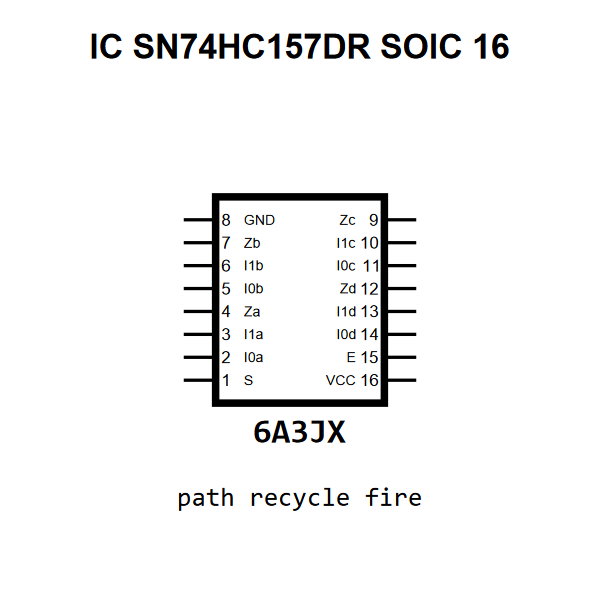 IC SN74HC157DR SOIC 16
8 GND Zc 9
7 Zb I1c 10
6 I1b I0c 11
5 I0b Zd 12
4 Za I1d 13
3 I1a I0d 14
2 I0a E 15
1 S VCC 16
6A3JX
path recycle fire